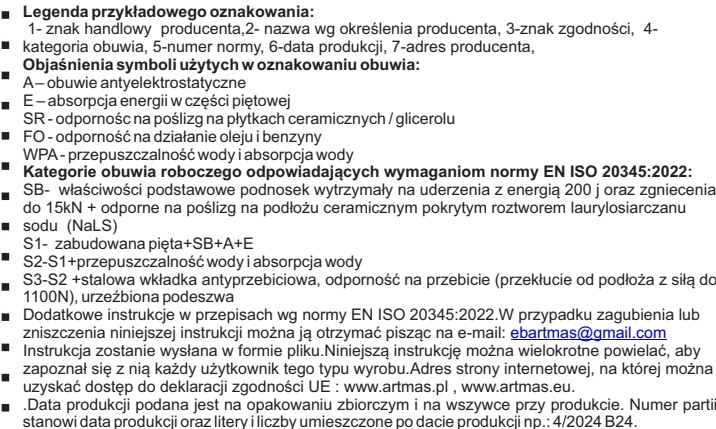 Legenda przykładowego oznakowania:
1- znak handlowy producenta,2- nazwa wg określenia producenta, 3-znak zgodności, 4-
kategoria obuwia, 5-numer normy, 6-data produkcji, 7-adres producenta,
Objaśnienia symboli użytych w oznakowaniu obuwia:
A – obuwie antyelektrostatyczne
E – absorpcja energii w części piętowej
SR - odpornośc na poślizg na płytkach ceramicznych / glicerolu
FO - odporność na działanie oleju i benzyny
WPA - przepuszczalność wody i absorpcja wody
Kategorie obuwia roboczego odpowiadających wymaganiom normy EN ISO 20345:2022:
SB- właściwości podstawowe podnosek wytrzymały na uderzenia z energią 200 j oraz zgniecenia
do 15kN + odporne na poślizg na podłożu ceramicznym pokrytym roztworem laurylosiarczanu
sodu (NaLS)
S1- zabudowana pięta+SB+A+E
S2-S1+przepuszczalność wody i absorpcja wody
S3-S2 +stalowa wkładka antyprzebiciowa, odporność na przebicie (przekłucie od podłoża z siłą do
1100N), urzeźbiona podeszwa
Dodatkowe instrukcje w przepisach wg normy EN ISO 20345:2022.W przypadku zagubienia lub
zniszczenia niniejszej instrukcji można ją otrzymać pisząc na e-mail: ebartmas@gmail.com
Instrukcja zostanie wysłana w formie pliku.Niniejszą instrukcję można wielokrotne powielać, aby
zapoznał się z nią każdy użytkownik tego typu wyrobu.Adres strony internetowej, na której można
uzyskać dostęp do deklaracji zgodności UE : www.artmas.pl , www.artmas.eu.
.Data produkcji podana jest na opakowaniu zbiorczym i na wszywce przy produkcie. Numer partii
stanowi data produkcji oraz litery i liczby umieszczone po dacie produkcji np.: 4/2024 B24.